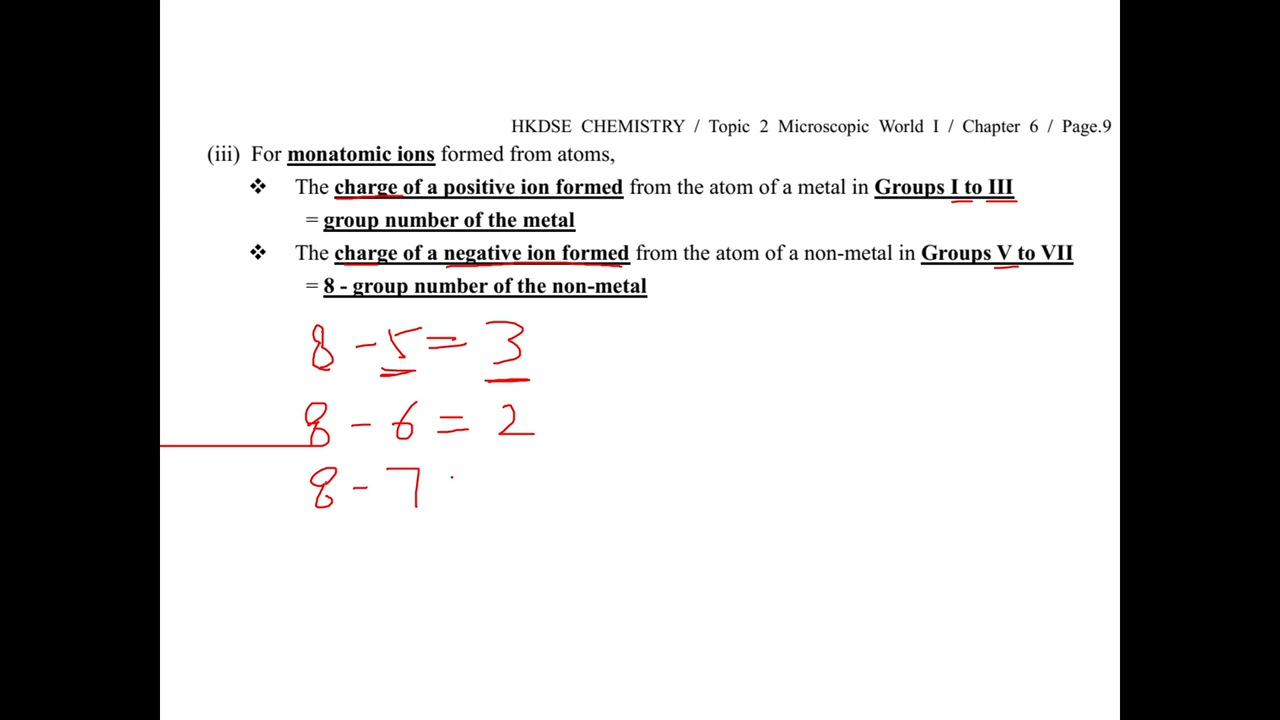 HKDSE CHEMISTRY / Topic 2 Microscopic World I / Chapter 6 / Page.9
(iii) For monatomic ions formed from atoms,
❖ The charge of a positive ion formed from the atom of a metal in Groups I to III
= group number of the metal
❖ The charge of a negative ion formed from the atom of a non-metal in Groups V to VII
= 8 - group number of the non-metal
8 - 5 = 3
8 - 6 = 2
8 - 7